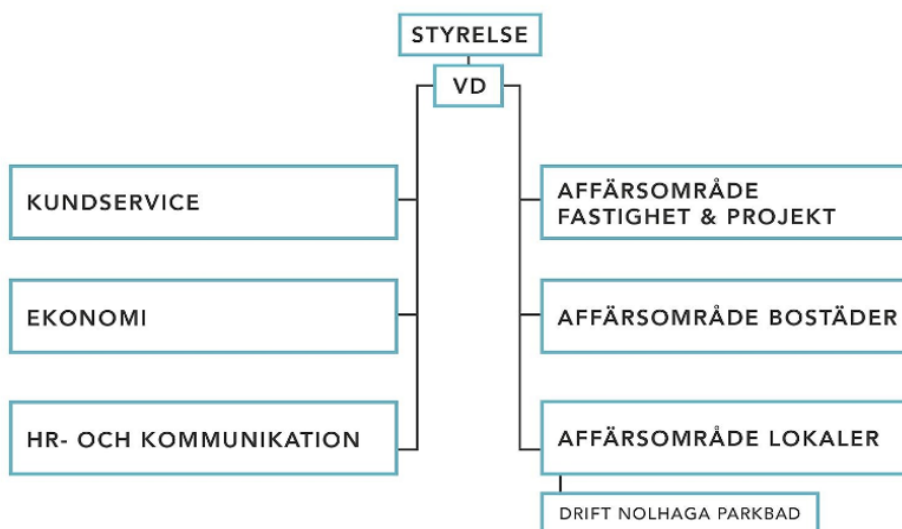 STYRELSE
VD
KUNDSERVICE
EKONOMI
HR- OCH KOMMUNIKATION
AFFÄRSOMRÅDE
FASTIGHET & PROJEKT
AFFÄRSOMRÅDE BOSTÄDER
AFFÄRSOMRÅDE LOKALER
DRIFT NOLHAGA PARKBAD